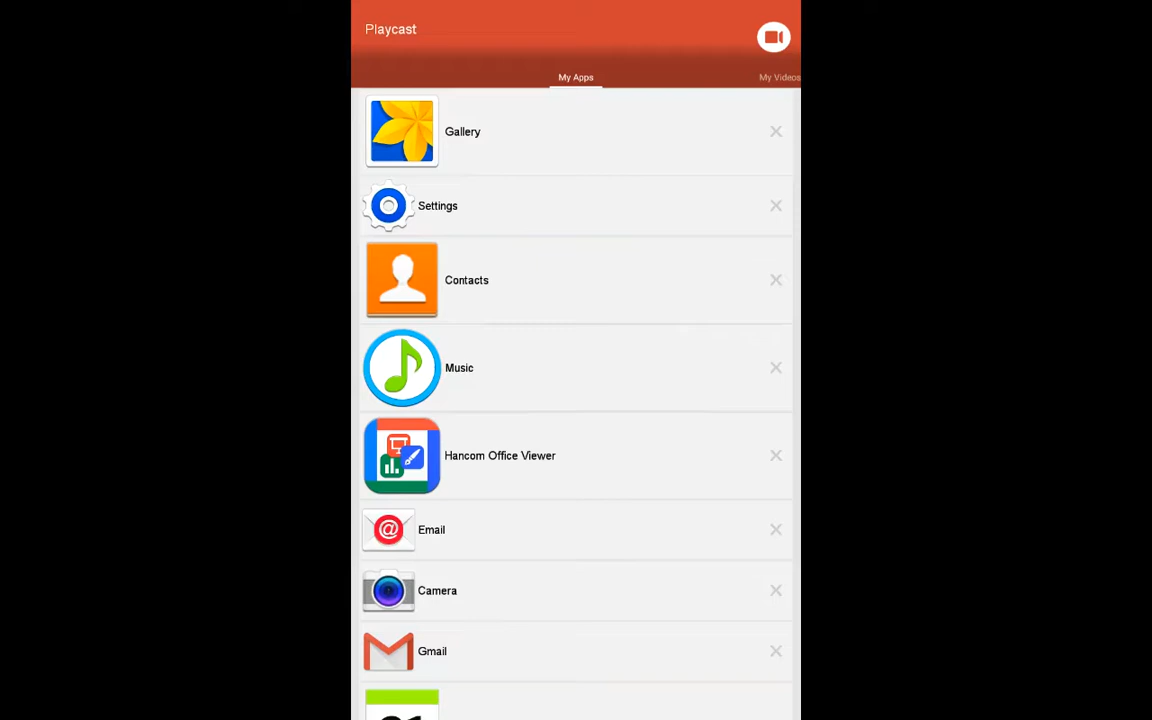 Playcast
My Apps
My Videos
Gallery
Settings
Contacts
Music
Hancom Office Viewer
@
Email
Camera
Gmail